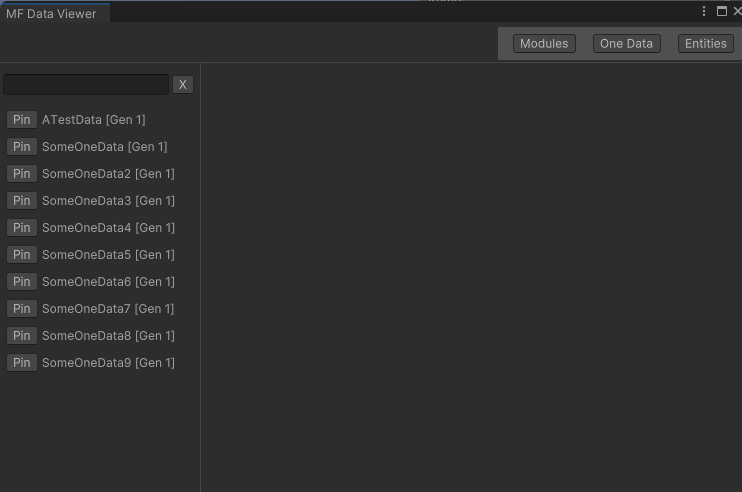 MF Data Viewer
Modules
One Data
Entities
X
Pin ATestData [Gen 1]
Pin SomeOneData [Gen 1]
Pin SomeOneData2 [Gen 1]
Pin SomeOneData3 [Gen 1]
Pin SomeOneData4 [Gen 1]
Pin SomeOneData5 [Gen 1]
Pin SomeOneData6 [Gen 1]
Pin SomeOneData7 [Gen 1]
Pin SomeOneData8 [Gen 1]
Pin SomeOneData9 [Gen 1]